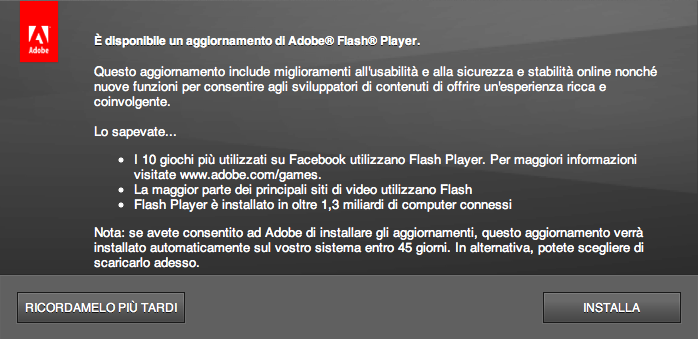 Adobe
È disponibile un aggiornamento di Adobe® Flash® Player.
Questo aggiornamento include miglioramenti all'usabilità e alla sicurezza e stabilità online nonché
nuove funzioni per consentire agli sviluppatori di contenuti di offrire un'esperienza ricca e
coinvolgente.
Lo sapevate...
• I 10 giochi più utilizzati su Facebook utilizzano Flash Player. Per maggiori informazioni
visitate www.adobe.com/games.
• La maggior parte dei principali siti di video utilizzano Flash
• Flash Player è installato in oltre 1,3 miliardi di computer connessi
Nota: se avete consentito ad Adobe di installare gli aggiornamenti, questo aggiornamento verrà
installato automaticamente sul vostro sistema entro 45 giorni. In alternativa, potete scegliere di
scaricarlo adesso.
RICORDAMELO PIÙ TARDI
INSTALLA